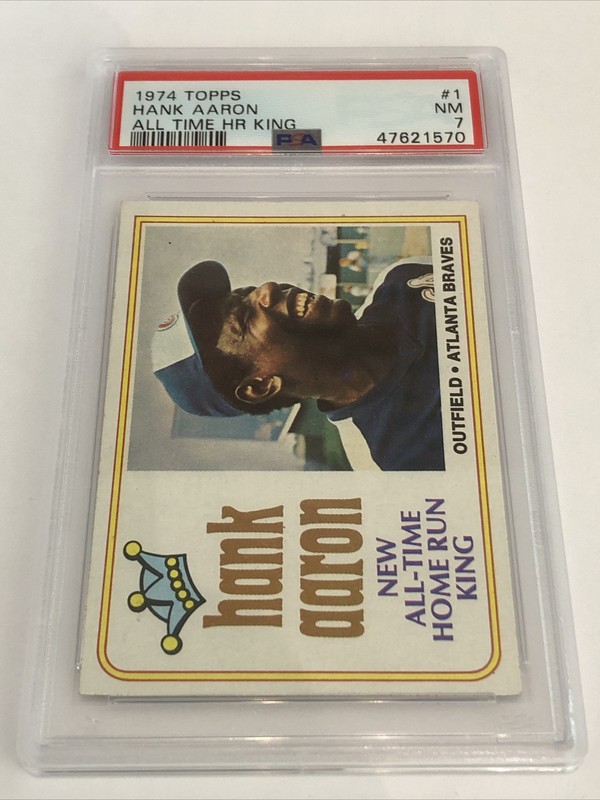 1974 TOPPS #1
HANK AARON NM
ALL TIME HR KING 7
PSA 47621570
hank
aaron
NEW
ALL-TIME
HOME RUN
KING
OUTFIELD • ATLANTA BRAVES